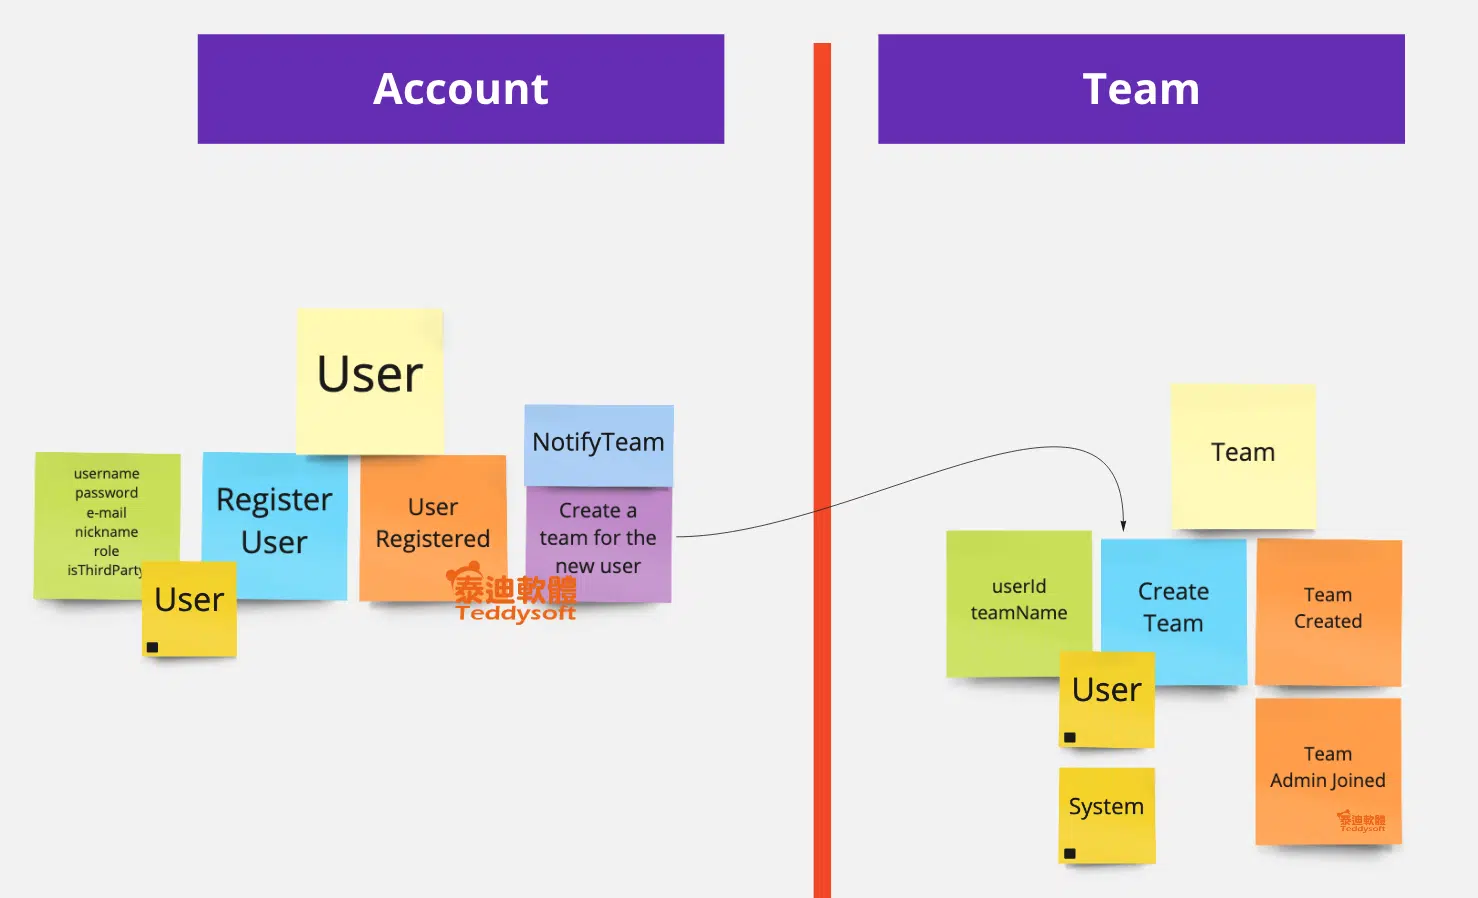 Account
Team
User
username
password
e-mail
nickname
role
isThirdParty
User
Register
User
User
Registered
NotifyTeam
Create a
team for the
new user
泰迪軟體
Teddysoft
Team
userId
teamName
User
System
Create
Team
Team
Created
Team
Admin Joined
泰迪軟體
Teddysoft